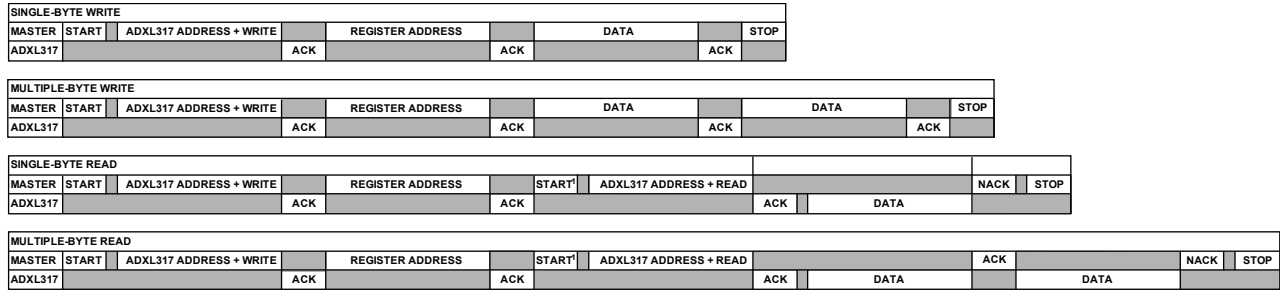 SINGLE-BYTE WRITE
MASTER START ADXL317 ADDRESS + WRITE REGISTER ADDRESS DATA STOP
ADXL317 ACK ACK ACK
MULTIPLE-BYTE WRITE
MASTER START ADXL317 ADDRESS + WRITE REGISTER ADDRESS DATA DATA STOP
ADXL317 ACK ACK ACK ACK
SINGLE-BYTE READ
MASTER START ADXL317 ADDRESS + WRITE REGISTER ADDRESS START¹ ADXL317 ADDRESS + READ NACK STOP
ADXL317 ACK ACK ACK DATA
MULTIPLE-BYTE READ
MASTER START ADXL317 ADDRESS + WRITE REGISTER ADDRESS START¹ ADXL317 ADDRESS + READ ACK NACK STOP
ADXL317 ACK ACK ACK DATA DATA